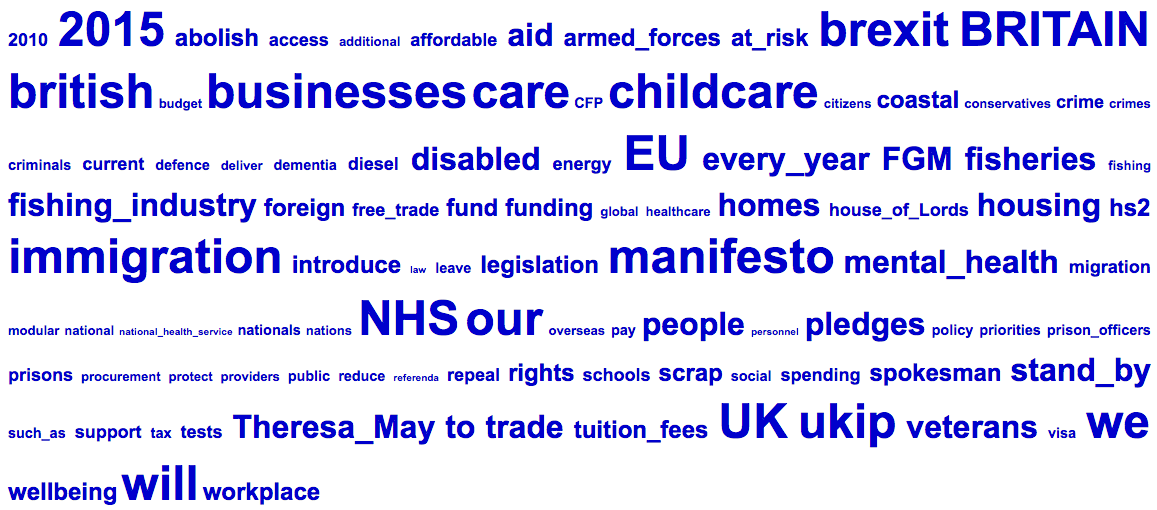 2010 2015 abolish access additional affordable aid armed_forces at_risk brexit BRITAIN
british budget businesses care CFP childcare citizens coastal conservatives crime crimes
criminals current defence deliver dementia diesel disabled energy EU every_year FGM fisheries fishing
fishing_industry foreign free_trade fund funding global healthcare homes house_of_Lords housing hs2
immigration introduce law leave legislation manifesto mental_health migration
modular national national_health_service nationals nations NHS our overseas pay people personnel pledges policy priorities prison_officers
prisons procurement protect providers public reduce referenda repeal rights schools scrap social spending spokesman stand_by
such_as support tax tests Theresa_May to trade tuition_fees UK ukip veterans visa we
wellbeing will workplace